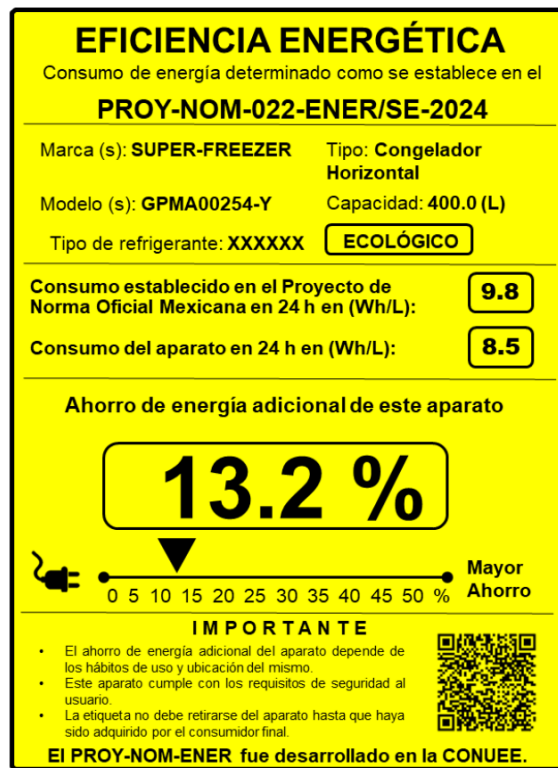 EFICIENCIA ENERGÉTICA
Consumo de energía determinado como se establece en el
PROY-NOM-022-ENER/SE-2024
Marca (s): SUPER-FREEZER
Tipo: Congelador
Horizontal
Modelo (s): GPMA00254-Y
Capacidad: 400.0 (L)
Tipo de refrigerante: XXXXXX
ECOLÓGICO
Consumo establecido en el Proyecto de
Norma Oficial Mexicana en 24 h en (Wh/L):
9.8
Consumo del aparato en 24 h en (Wh/L):
8.5
Ahorro de energía adicional de este aparato
13.2 %
0 5 10 15 20 25 30 35 40 45 50 %
Mayor
Ahorro
IMPORTANTE
• El ahorro de energía adicional del aparato depende de
los hábitos de uso y ubicación del mismo.
• Este aparato cumple con los requisitos de seguridad al
usuario.
• La etiqueta no debe retirarse del aparato hasta que haya
sido adquirido por el consumidor final.
El PROY-NOM-ENER fue desarrollado en la CONUEE.